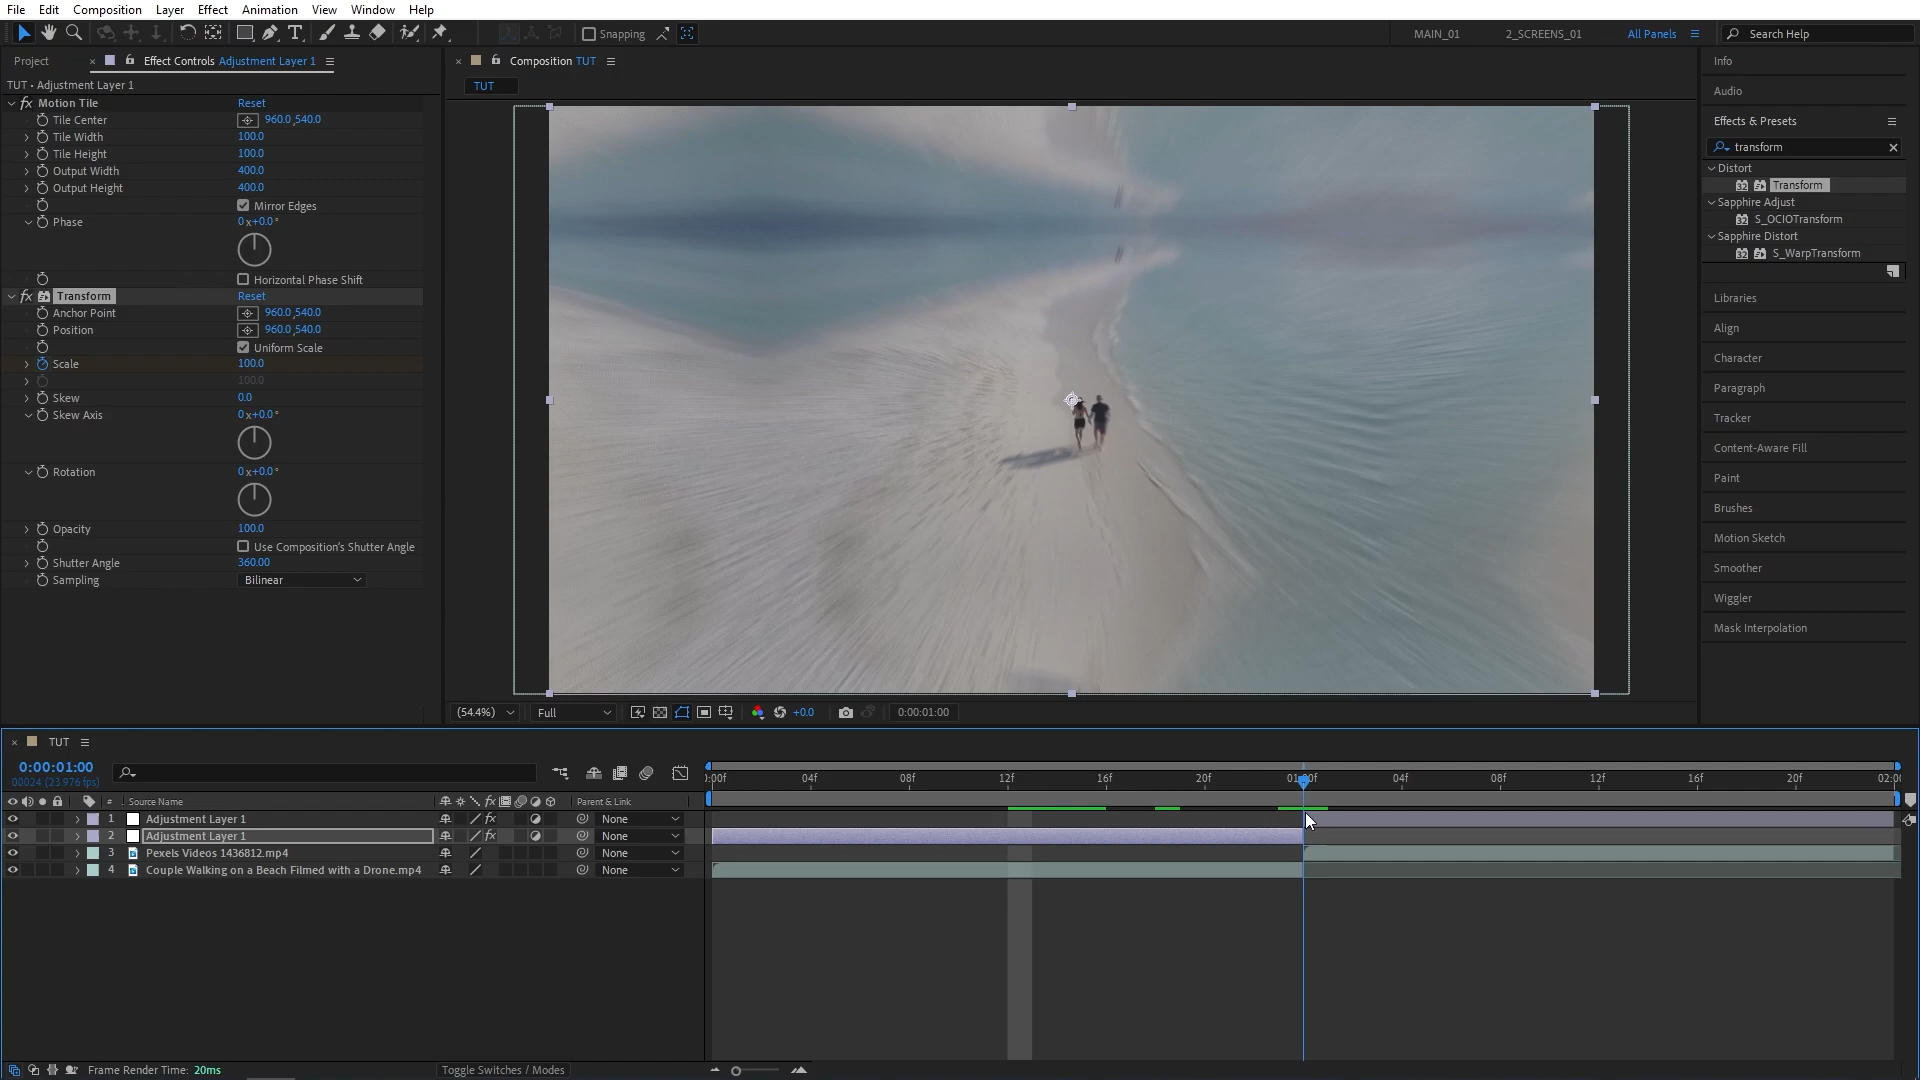 File Edit Composition Layer Effect Animation View Window Help
Snapping MAIN_01 2_SCREENS_01 All Panels Search Help
Project Effect Controls Adjustment Layer 1
TUT • Adjustment Layer 1
fx Motion Tile Reset
Tile Center 960.0,540.0
Tile Width 100.0
Tile Height 100.0
Output Width 400.0
Output Height 400.0
Mirror Edges
Phase 0x+0.0°
Horizontal Phase Shift
fx Transform Reset
Anchor Point 960.0,540.0
Position 960.0,540.0
Uniform Scale
Scale 100.0
100.0
Skew 0.0
Skew Axis 0x+0.0°
Rotation 0x+0.0°
Opacity 100.0
Use Composition's Shutter Angle
Shutter Angle 360.00
Sampling Bilinear
Composition TUT
TUT
(54.4%) Full +0.0 0:00:01:00
Info
Audio
Effects & Presets
transform
Distort
32 Transform
Sapphire Adjust
32 S_OCIOTransform
Sapphire Distort
32 S_WarpTransform
Libraries
Align
Character
Paragraph
Tracker
Content-Aware Fill
Paint
Brushes
Motion Sketch
Smoother
Wiggler
Mask Interpolation
TUT
0:00:01:00
00024 (23.976 fps)
):00f 04f 08f 12f 16f 20f 01:00f 04f 08f 12f 16f 20f 02:00
# Source Name fx Parent & Link
1 Adjustment Layer 1 fx None
2 Adjustment Layer 1 fx None
3 Pexels Videos 1436812.mp4 None
4 Couple Walking on a Beach Filmed with a Drone.mp4 None
Frame Render Time: 20ms Toggle Switches / Modes